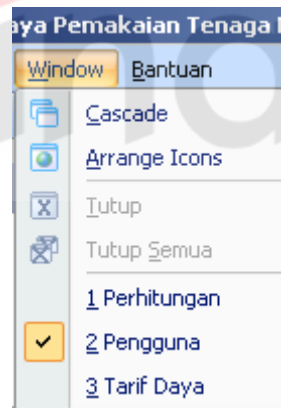 aya Pemakaian Tenaga
Window Bantuan
Cascade
Arrange Icons
Tutup
Tutup Semua
1 Perhitungan
2 Pengguna
3 Tarif Daya